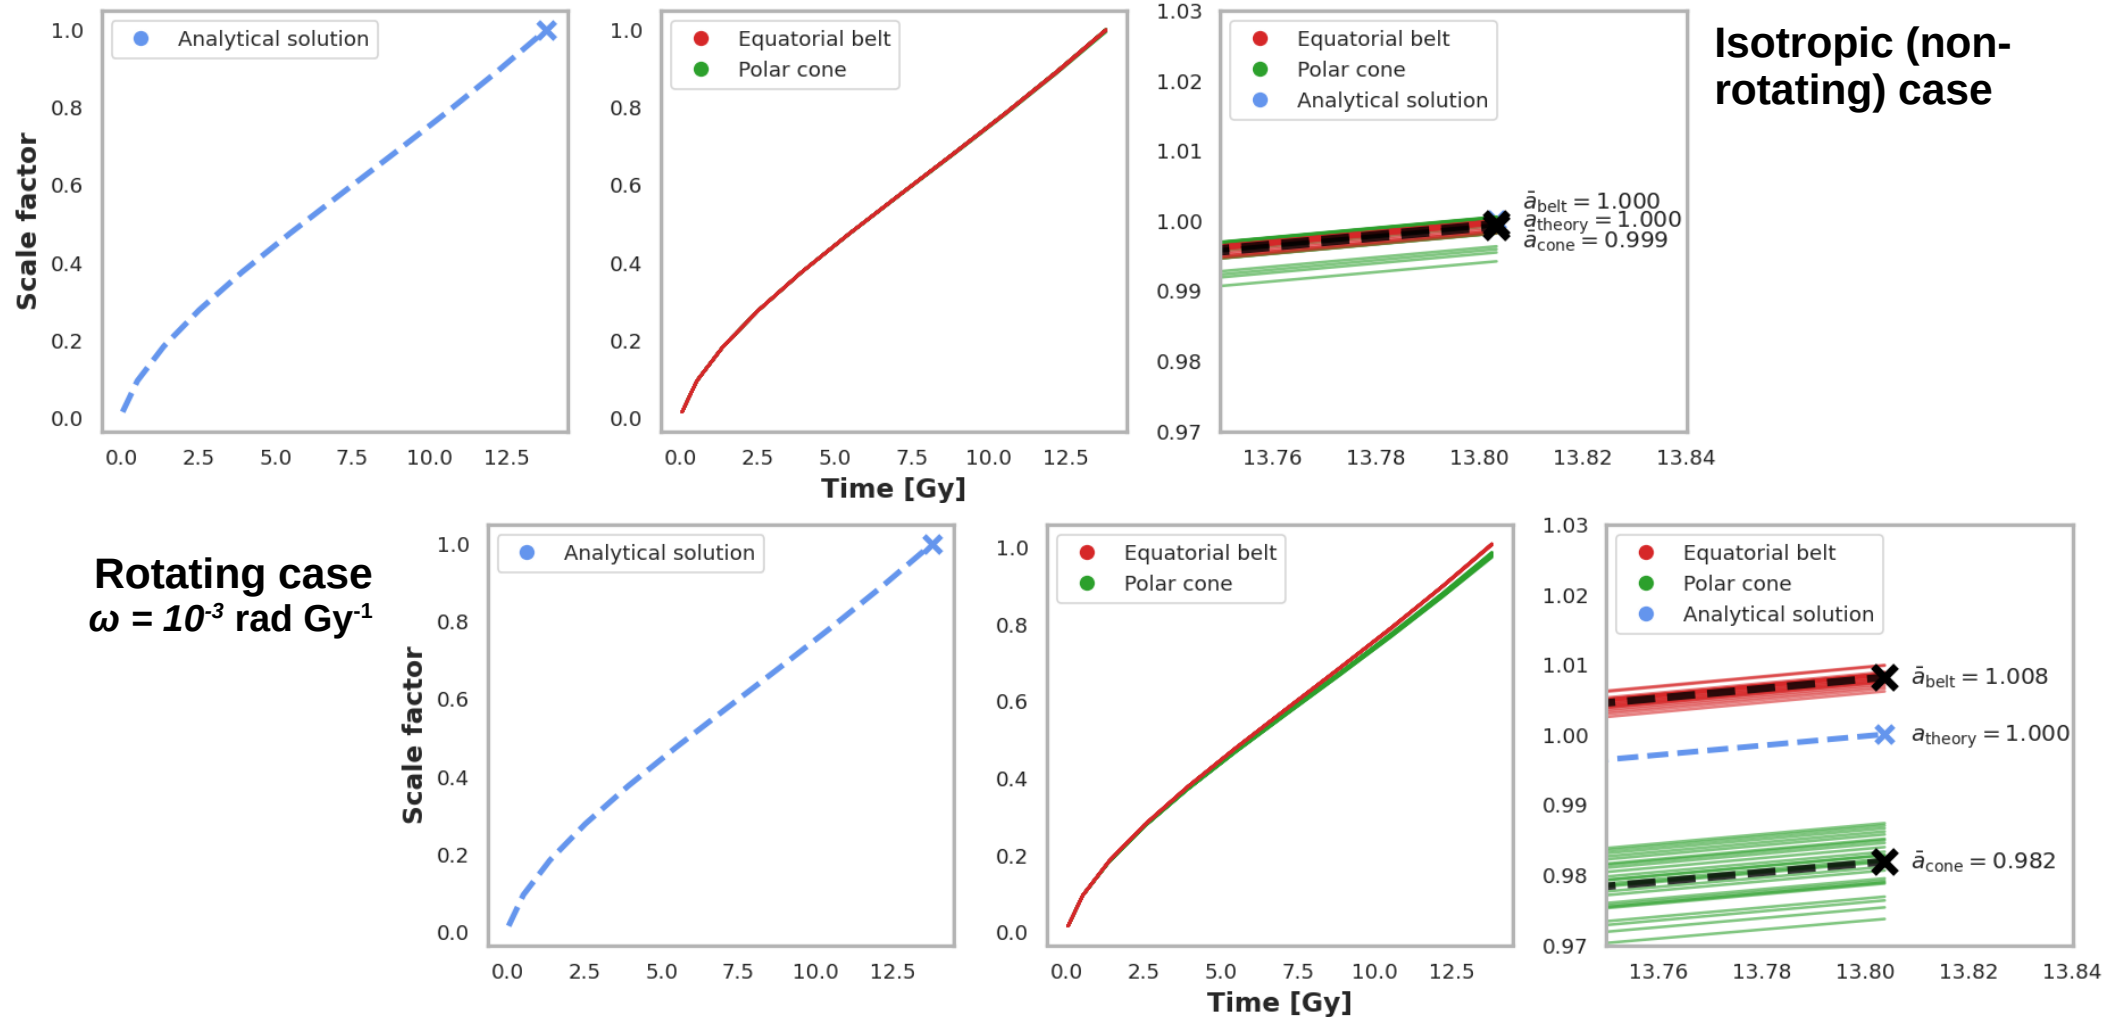 Isotropic (non-
rotating) case
Scale factor
1.0
0.8
0.6
0.4
0.2
0.0
Analytical solution
0.0 2.5 5.0 7.5 10.0 12.5
1.0
0.8
0.6
0.4
0.2
0.0
Equatorial belt
Polar cone
0.0 2.5 5.0 7.5 10.0 12.5
Time [Gy]
1.03
1.02
1.01
1.00
0.99
0.98
0.97
Equatorial belt
Polar cone
Analytical solution
ā_belt = 1.000
a_theory = 1.000
ā_cone = 0.999
13.76 13.78 13.80 13.82 13.84
Rotating case
ω = 10⁻³ rad Gy⁻¹
Scale factor
1.0
0.8
0.6
0.4
0.2
0.0
Analytical solution
0.0 2.5 5.0 7.5 10.0 12.5
1.0
0.8
0.6
0.4
0.2
0.0
Equatorial belt
Polar cone
0.0 2.5 5.0 7.5 10.0 12.5
Time [Gy]
1.03
1.02
1.01
1.00
0.99
0.98
0.97
Equatorial belt
Polar cone
Analytical solution
ā_belt = 1.008
a_theory = 1.000
ā_cone = 0.982
13.76 13.78 13.80 13.82 13.84